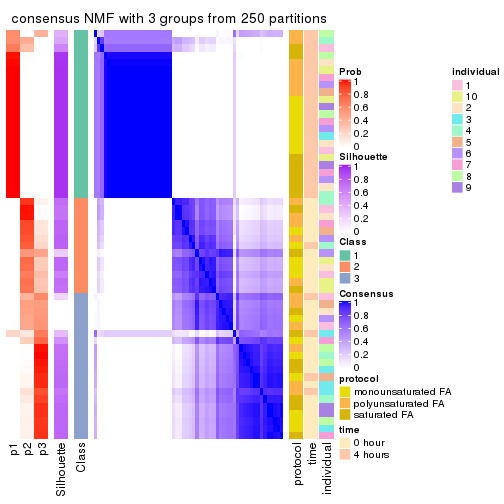 consensus NMF with 3 groups from 250 partitions
Prob
1
0.8
0.6
0.4
0.2
0
Silhouette
1
0.8
0.6
0.4
0.2
0
Class
1
2
3
Consensus
1
0.8
0.6
0.4
0.2
0
protocol
monounsaturated FA
polyunsaturated FA
saturated FA
time
0 hour
4 hours
Individual
1
10
2
3
4
5
6
7
8
9
p1
p2
p3
Silhouette
Class
protocol
time
individual